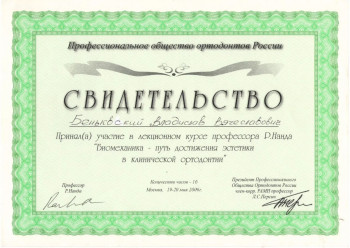 Профессиональное общество ортодонтов России
СВИДЕТЕЛЬСТВО
Беньковский Владислав Вячеславович
Принял(а) участие в лекционном курсе профессора Р.Нанда
"Биомеханика - путь достижения эстетики
в клинической ортодонтии"
Количество часов - 16
Москва, 19-20 мая 2006г.
Профессор
Р.Нанда
Президент Профессионального
Общества Ортодонтов России
член-корр. РАМН профессор
Л.С.Персин